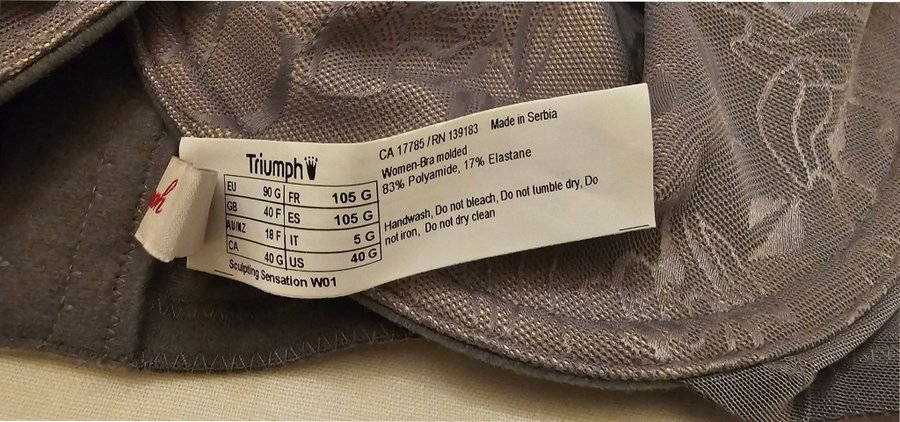 Triumph
EU 90 G FR 105 G
GB 40 F ES 105 G
AU/NZ 18 F IT 5 G
CA 40 G US 40 G
Sculpting Sensation W01
CA 17785 / RN 139183 Made in Serbia
Women-Bra molded
83% Polyamide, 17% Elastane
Handwash, Do not bleach, Do not tumble dry, Do
not iron, Do not dry clean